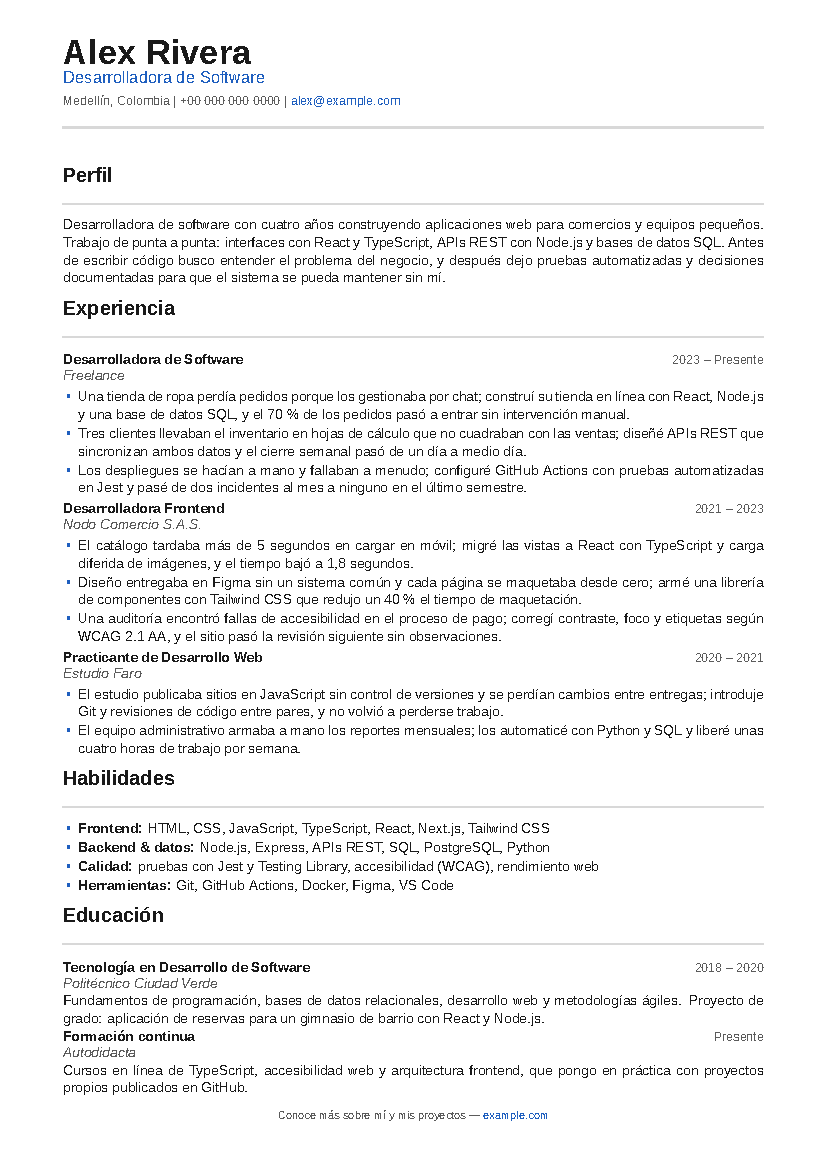 Alex Rivera
Desarrolladora de Software
Medellín, Colombia | +00 000 000 0000 | alex@example.com
Perfil
Desarrolladora de software con cuatro años construyendo aplicaciones web para comercios y equipos pequeños.
Trabajo de punta a punta: interfaces con React y TypeScript, APIs REST con Node.js y bases de datos SQL. Antes
de escribir código busco entender el problema del negocio, y después dejo pruebas automatizadas y decisiones
documentadas para que el sistema se pueda mantener sin mí.
Experiencia
Desarrolladora de Software 2023 – Presente
Freelance
▪ Una tienda de ropa perdía pedidos porque los gestionaba por chat; construí su tienda en línea con React, Node.js
y una base de datos SQL, y el 70 % de los pedidos pasó a entrar sin intervención manual.
▪ Tres clientes llevaban el inventario en hojas de cálculo que no cuadraban con las ventas; diseñé APIs REST que
sincronizan ambos datos y el cierre semanal pasó de un día a medio día.
▪ Los despliegues se hacían a mano y fallaban a menudo; configuré GitHub Actions con pruebas automatizadas
en Jest y pasé de dos incidentes al mes a ninguno en el último semestre.
Desarrolladora Frontend 2021 – 2023
Nodo Comercio S.A.S.
▪ El catálogo tardaba más de 5 segundos en cargar en móvil; migré las vistas a React con TypeScript y carga
diferida de imágenes, y el tiempo bajó a 1,8 segundos.
▪ Diseño entregaba en Figma sin un sistema común y cada página se maquetaba desde cero; armé una librería
de componentes con Tailwind CSS que redujo un 40 % el tiempo de maquetación.
▪ Una auditoría encontró fallas de accesibilidad en el proceso de pago; corregí contraste, foco y etiquetas según
WCAG 2.1 AA, y el sitio pasó la revisión siguiente sin observaciones.
Practicante de Desarrollo Web 2020 – 2021
Estudio Faro
▪ El estudio publicaba sitios en JavaScript sin control de versiones y se perdían cambios entre entregas; introduje
Git y revisiones de código entre pares, y no volvió a perderse trabajo.
▪ El equipo administrativo armaba a mano los reportes mensuales; los automaticé con Python y SQL y liberé unas
cuatro horas de trabajo por semana.
Habilidades
▪ Frontend: HTML, CSS, JavaScript, TypeScript, React, Next.js, Tailwind CSS
▪ Backend & datos: Node.js, Express, APIs REST, SQL, PostgreSQL, Python
▪ Calidad: pruebas con Jest y Testing Library, accesibilidad (WCAG), rendimiento web
▪ Herramientas: Git, GitHub Actions, Docker, Figma, VS Code
Educación
Tecnología en Desarrollo de Software 2018 – 2020
Politécnico Ciudad Verde
Fundamentos de programación, bases de datos relacionales, desarrollo web y metodologías ágiles. Proyecto de
grado: aplicación de reservas para un gimnasio de barrio con React y Node.js.
Formación continua Presente
Autodidacta
Cursos en línea de TypeScript, accesibilidad web y arquitectura frontend, que pongo en práctica con proyectos
propios publicados en GitHub.
Conoce más sobre mí y mis proyectos — example.com